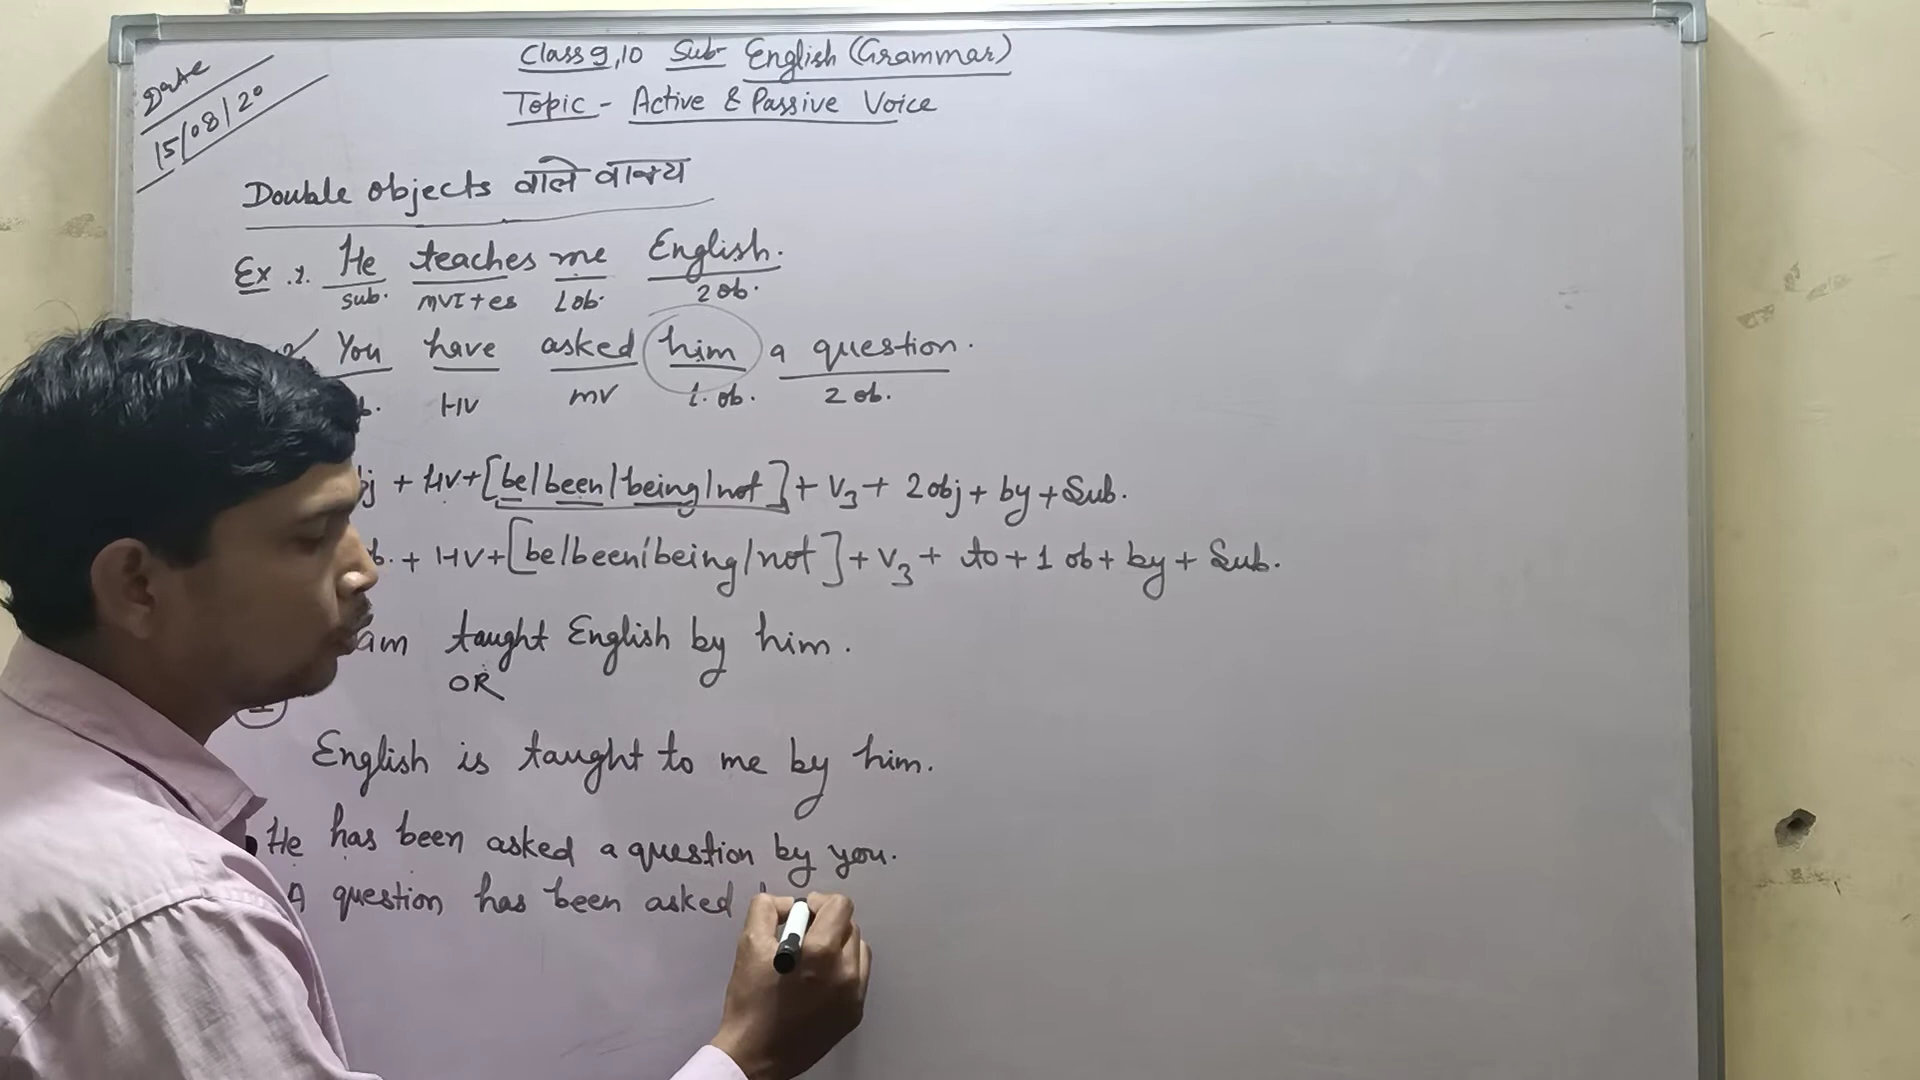 Date
15/08/20
Class 9,10 Sub- English (Grammar)
Topic - Active & Passive Voice
Double objects वाले वाक्य
Ex .1. He teaches me English.
sub. MVI+es 1ob. 2ob.
You have asked him a question.
HV MV 1.ob. 2 ob.
+ HV+[be/been/being/not]+ V3+ 2obj+ by+Sub.
+ HV+[be/been/being/not]+ V3+ to+1 ob+ by+ Sub.
am taught English by him.
OR
English is taught to me by him.
He has been asked a question by you.
A question has been asked